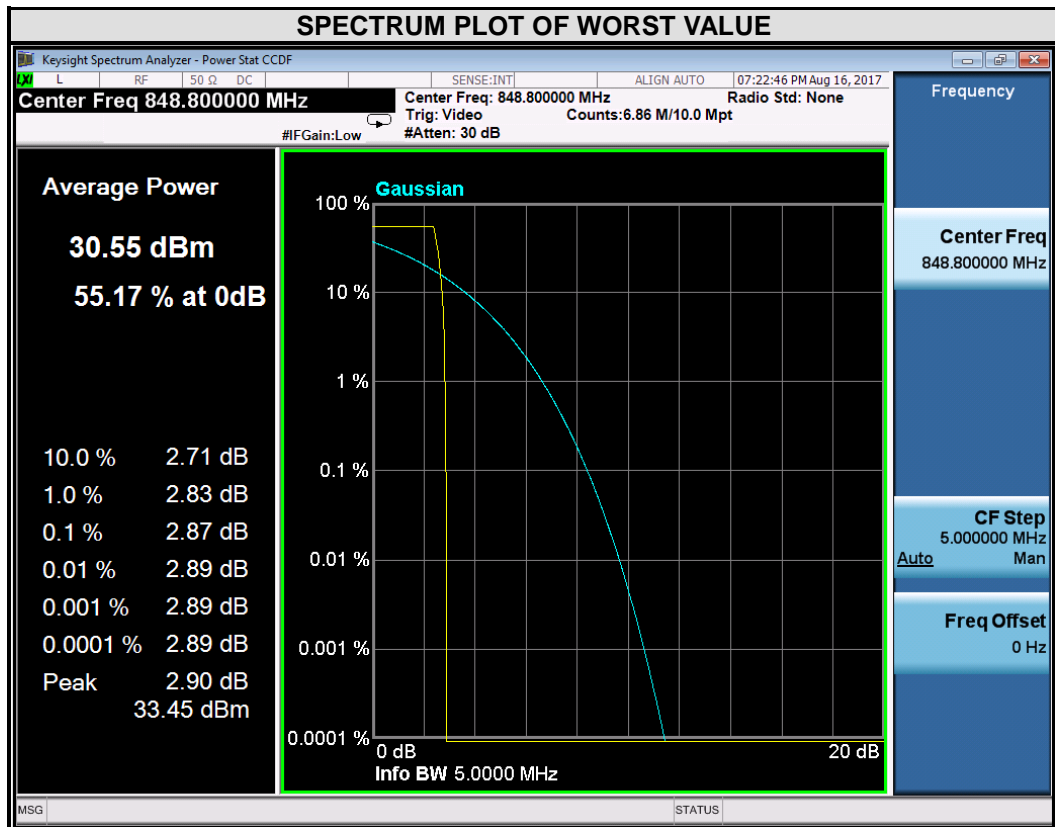 SPECTRUM PLOT OF WORST VALUE
Keysight Spectrum Analyzer - Power Stat CCDF
LXI L RF 50 Ω DC SENSE:INT ALIGN AUTO 07:22:46 PM Aug 16, 2017
Center Freq 848.800000 MHz
Center Freq: 848.800000 MHz Radio Std: None
Trig: Video Counts:6.86 M/10.0 Mpt
#IFGain:Low #Atten: 30 dB
Average Power
30.55 dBm
55.17 % at 0dB
10.0 % 2.71 dB
1.0 % 2.83 dB
0.1 % 2.87 dB
0.01 % 2.89 dB
0.001 % 2.89 dB
0.0001 % 2.89 dB
Peak 2.90 dB
33.45 dBm
Gaussian
100 %
10 %
1 %
0.1 %
0.01 %
0.001 %
0.0001 %
0 dB 20 dB
Info BW 5.0000 MHz
Frequency
Center Freq
848.800000 MHz
CF Step
5.000000 MHz
Auto Man
Freq Offset
0 Hz
MSG STATUS